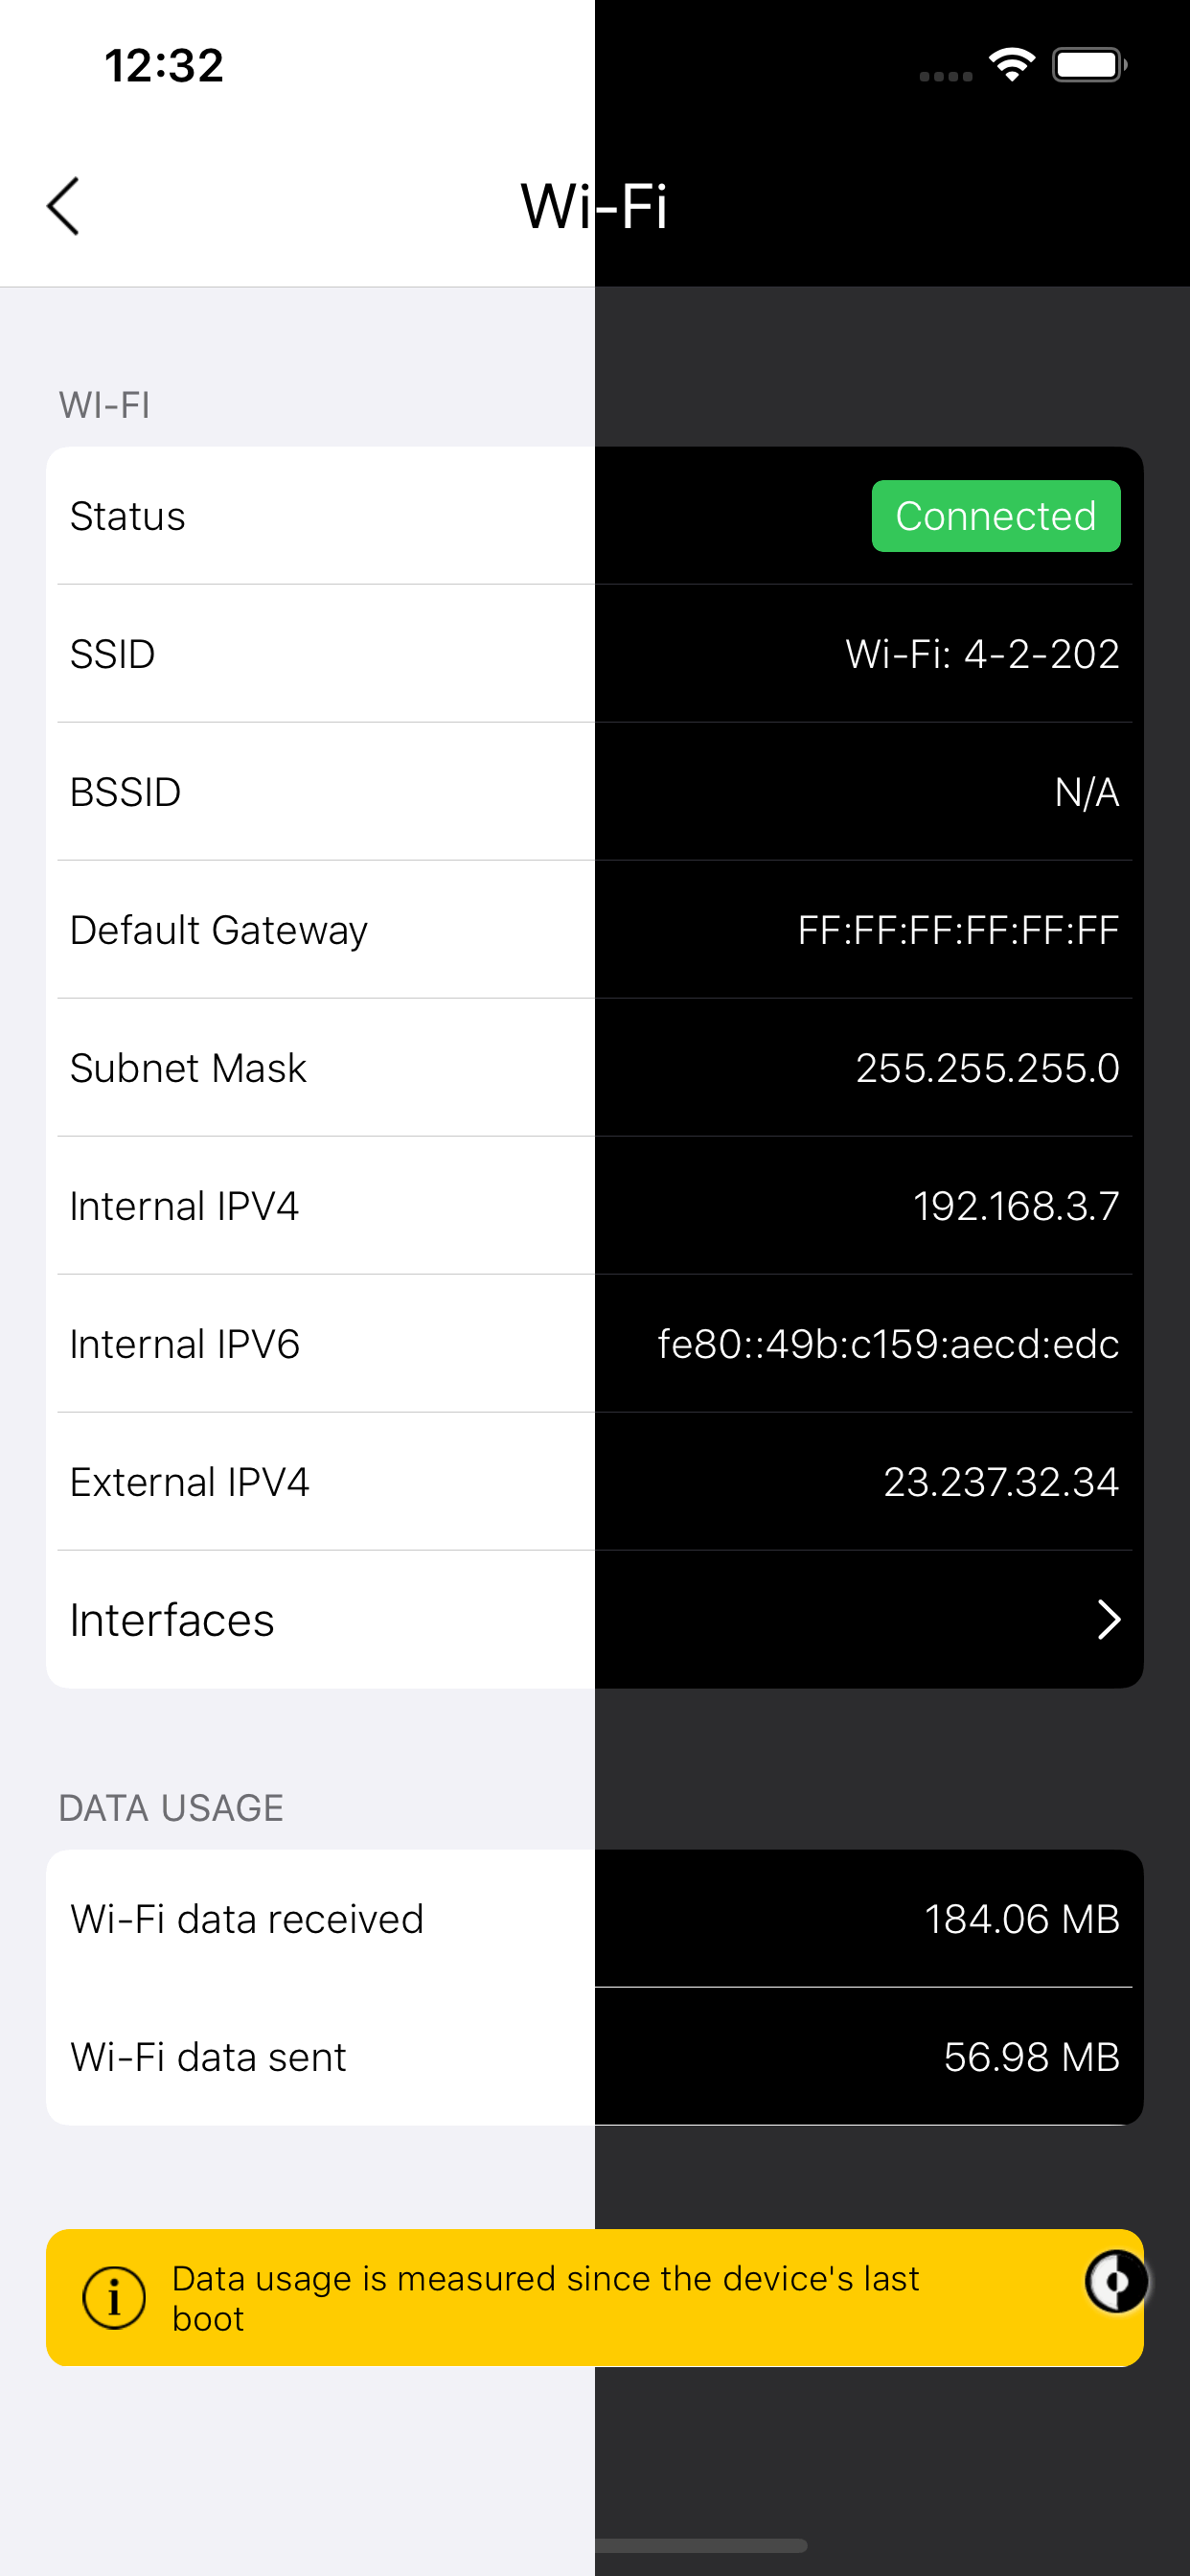 12:32
Wi-Fi
WI-FI
Status Connected
SSID Wi-Fi: 4-2-202
BSSID N/A
Default Gateway FF:FF:FF:FF:FF:FF
Subnet Mask 255.255.255.0
Internal IPV4 192.168.3.7
Internal IPV6 fe80::49b:c159:aecd:edc
External IPV4 23.237.32.34
Interfaces
DATA USAGE
Wi-Fi data received 184.06 MB
Wi-Fi data sent 56.98 MB
Data usage is measured since the device's last
boot